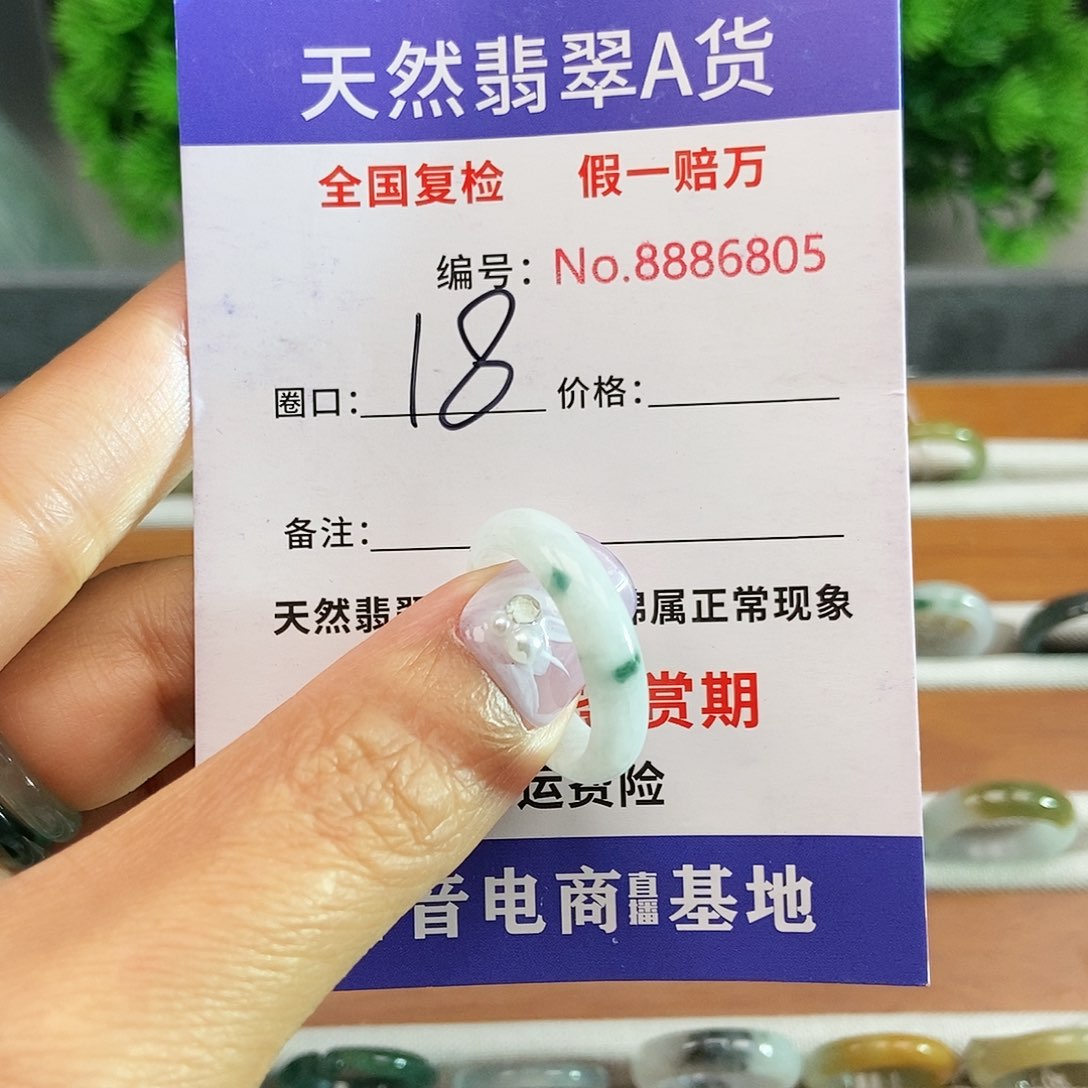 天然翡翠A货
全国复检 假一赔万
编号：No.8886805
圈口：18 价格：
备注：
天然翡 属正常现象
赏期
运费险
音电商直播基地